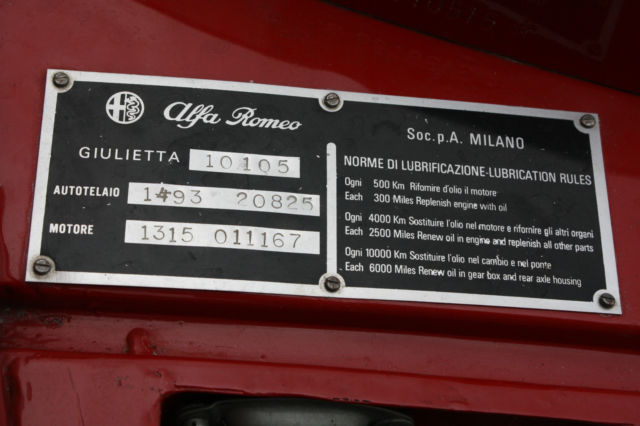 Alfa Romeo
GIULIETTA 10105
AUTOTELAIO 1493 20825
MOTORE 1315 011167
Soc.p.A. MILANO
NORME DI LUBRIFICAZIONE-LUBRICATION RULES
Ogni 500 Km Rifornire d'olio il motore
Each 300 Miles Replenish engine with oil
Ogni 4000 Km Sostituire l'olio nel motore e rifornire gli altri organi
Each 2500 Miles Renew oil in engine and replenish all other parts
Ogni 10000 Km Sostituire l'olio nel cambio e nel ponte
Each 6000 Miles Renew oil in gear box and rear axle housing